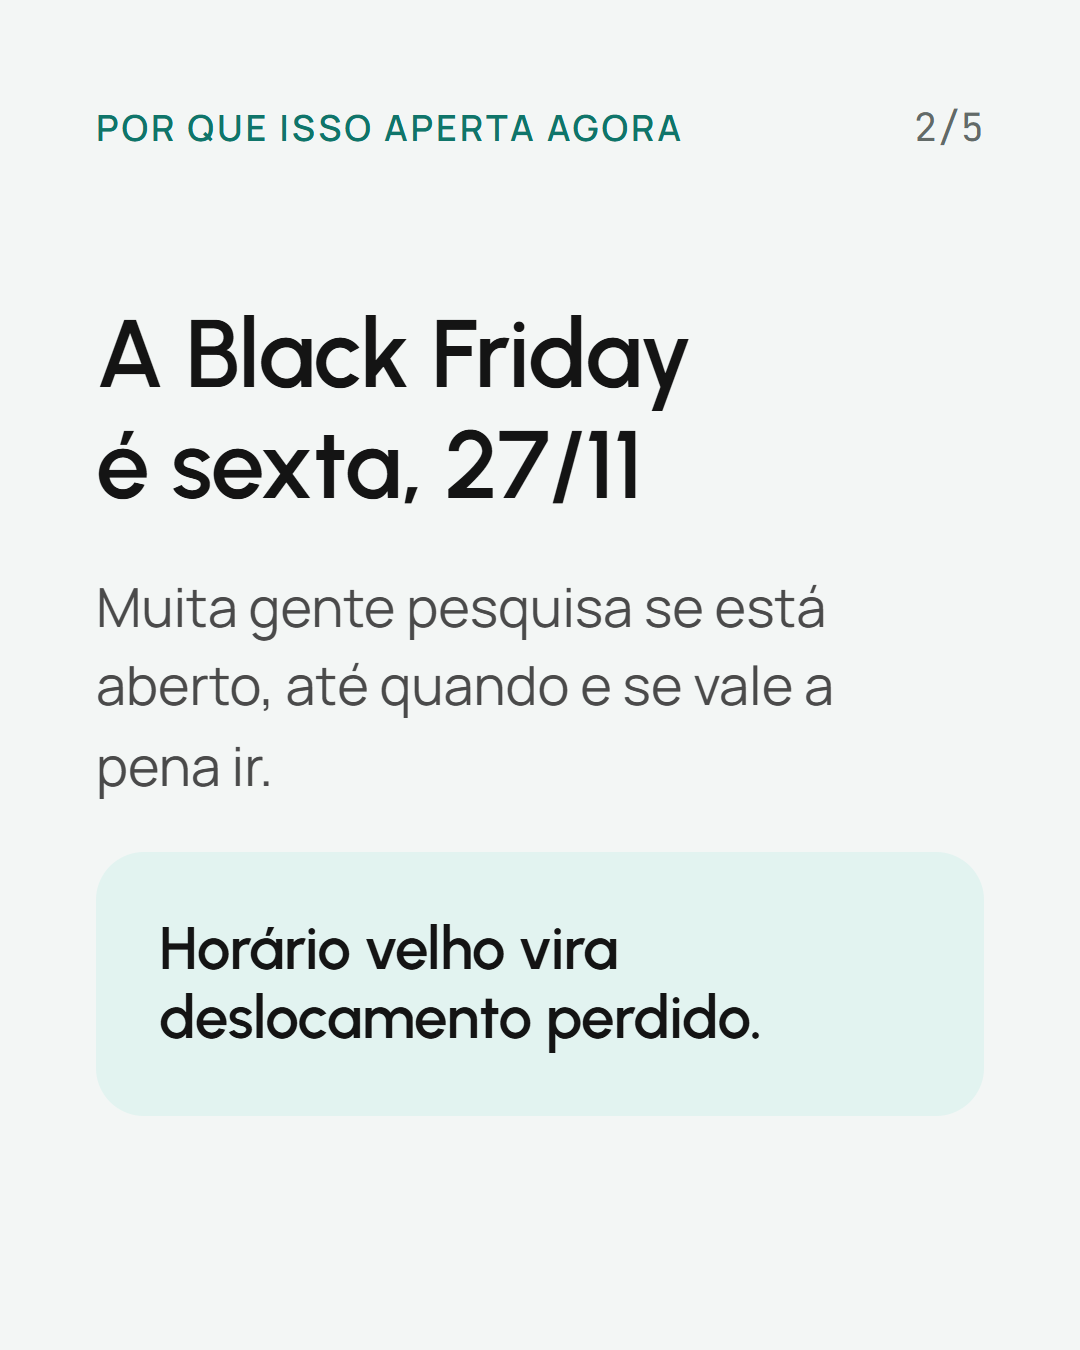 POR QUE ISSO APERTA AGORA
2/5
A Black Friday
é sexta, 27/11
Muita gente pesquisa se está
aberto, até quando e se vale a
pena ir.
Horário velho vira
deslocamento perdido.